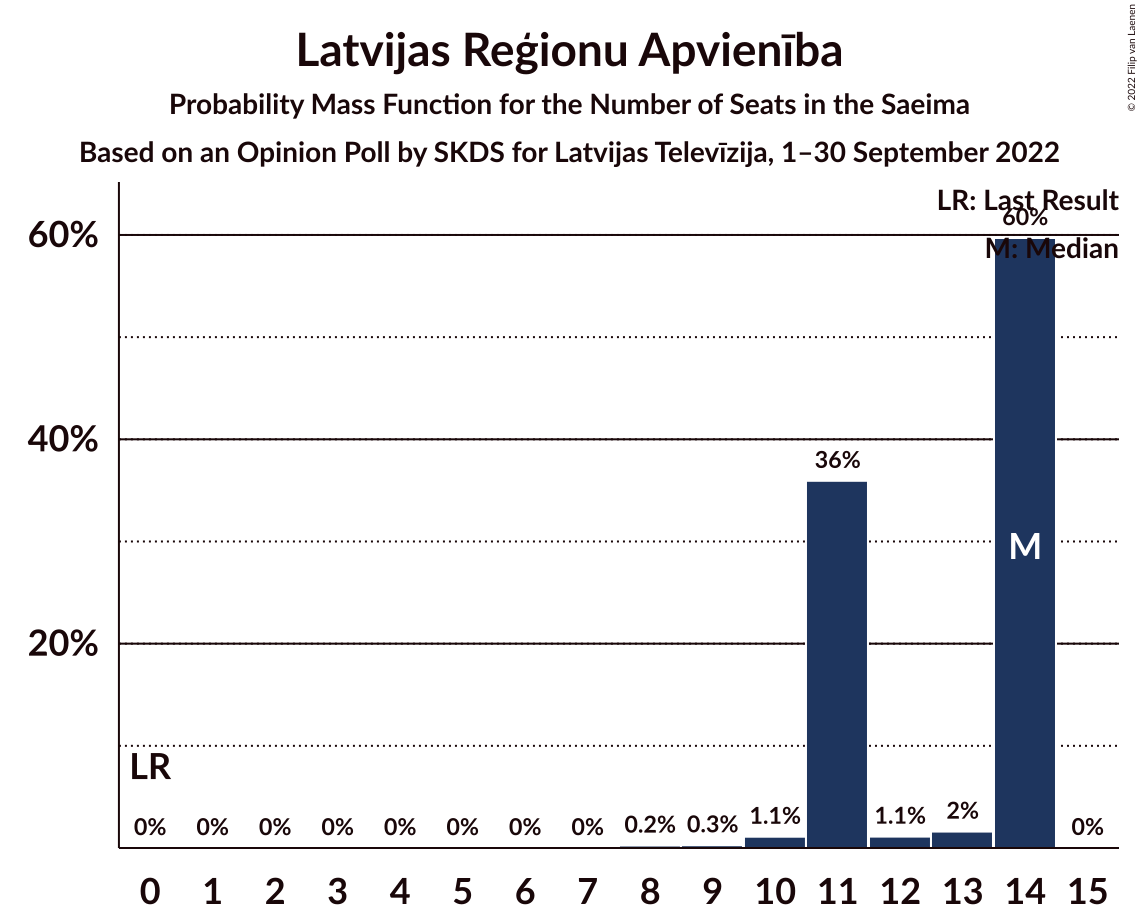 Latvijas Reģionu Apvienība
Probability Mass Function for the Number of Seats in the Saeima
Based on an Opinion Poll by SKDS for Latvijas Televīzija, 1–30 September 2022
© 2022 Filip van Laenen
LR: Last Result
60%
60%
M: Median
40%
36%
M
20%
LR
0% 0% 0% 0% 0% 0% 0% 0% 0.2% 0.3% 1.1% 1.1% 2% 0%
0 1 2 3 4 5 6 7 8 9 10 11 12 13 14 15